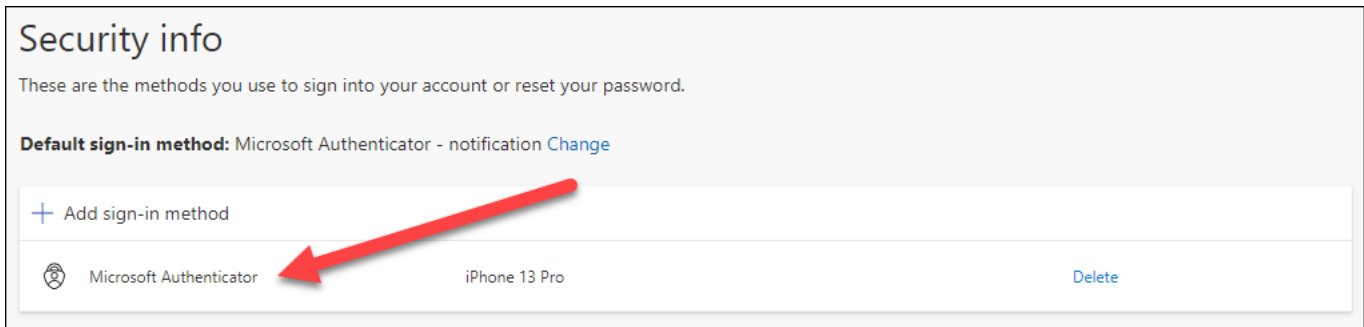 Security info
These are the methods you use to sign into your account or reset your password.
Default sign-in method: Microsoft Authenticator - notification Change
Add sign-in method
Microsoft Authenticator iPhone 13 Pro Delete